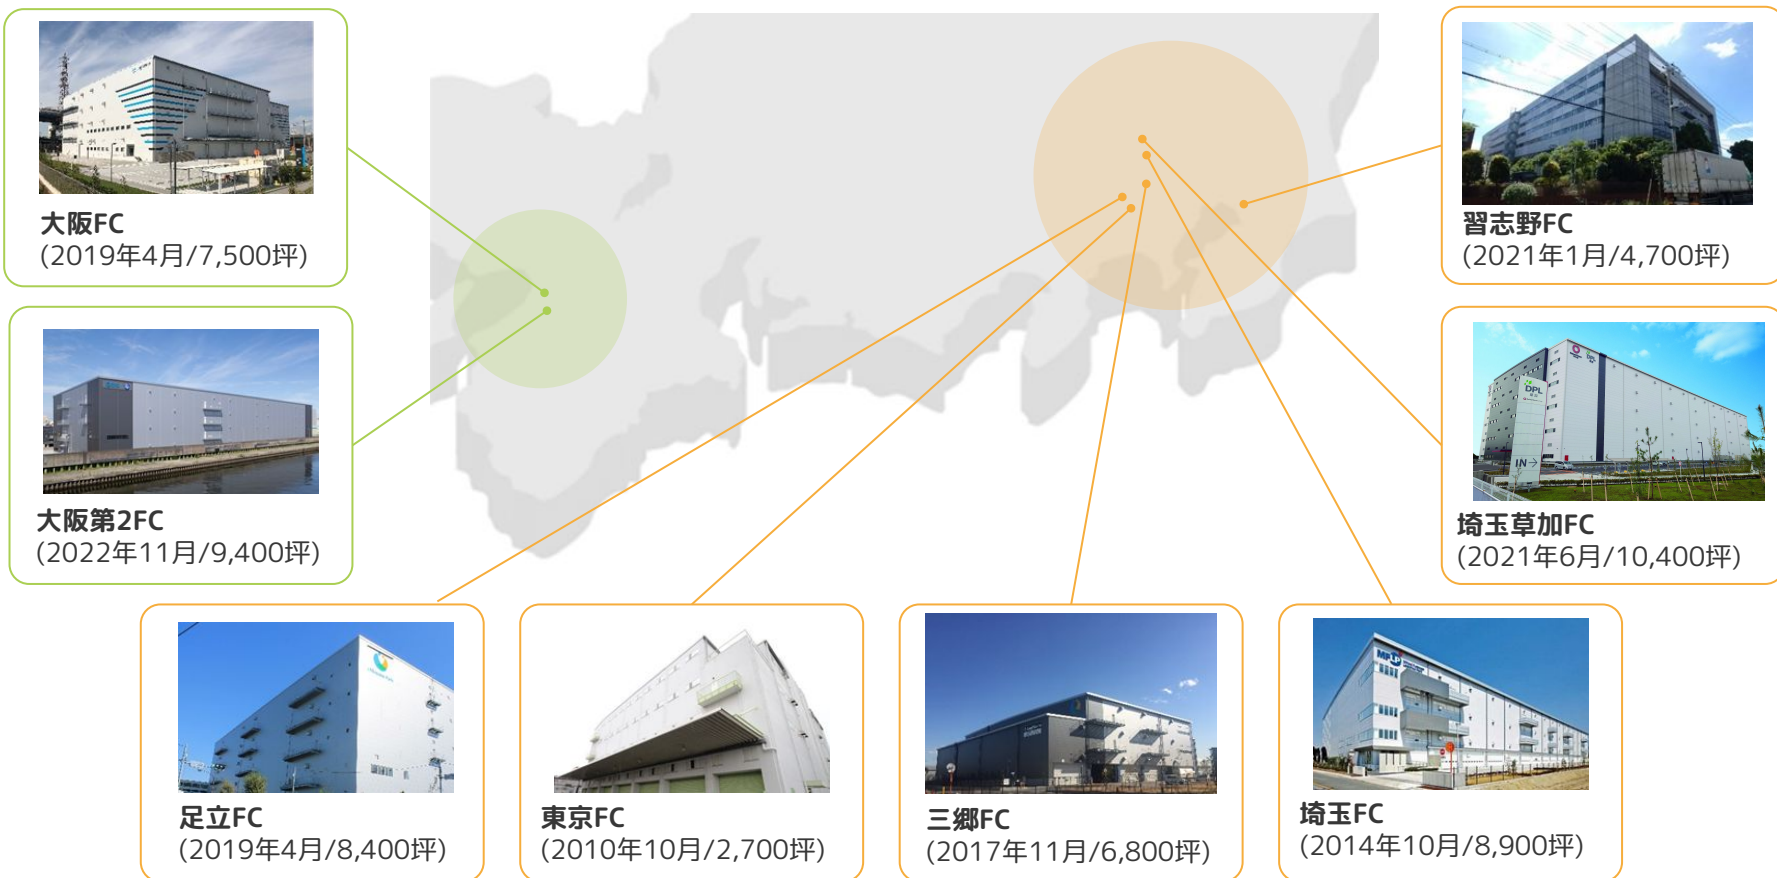 大阪FC
(2019年4月/7,500坪)
習志野FC
(2021年1月/4,700坪)
大阪第2FC
(2022年11月/9,400坪)
DPL
IN→
埼玉草加FC
(2021年6月/10,400坪)
足立FC
(2019年4月/8,400坪)
東京FC
(2010年10月/2,700坪)
三郷FC
(2017年11月/6,800坪)
MFLP
埼玉FC
(2014年10月/8,900坪)